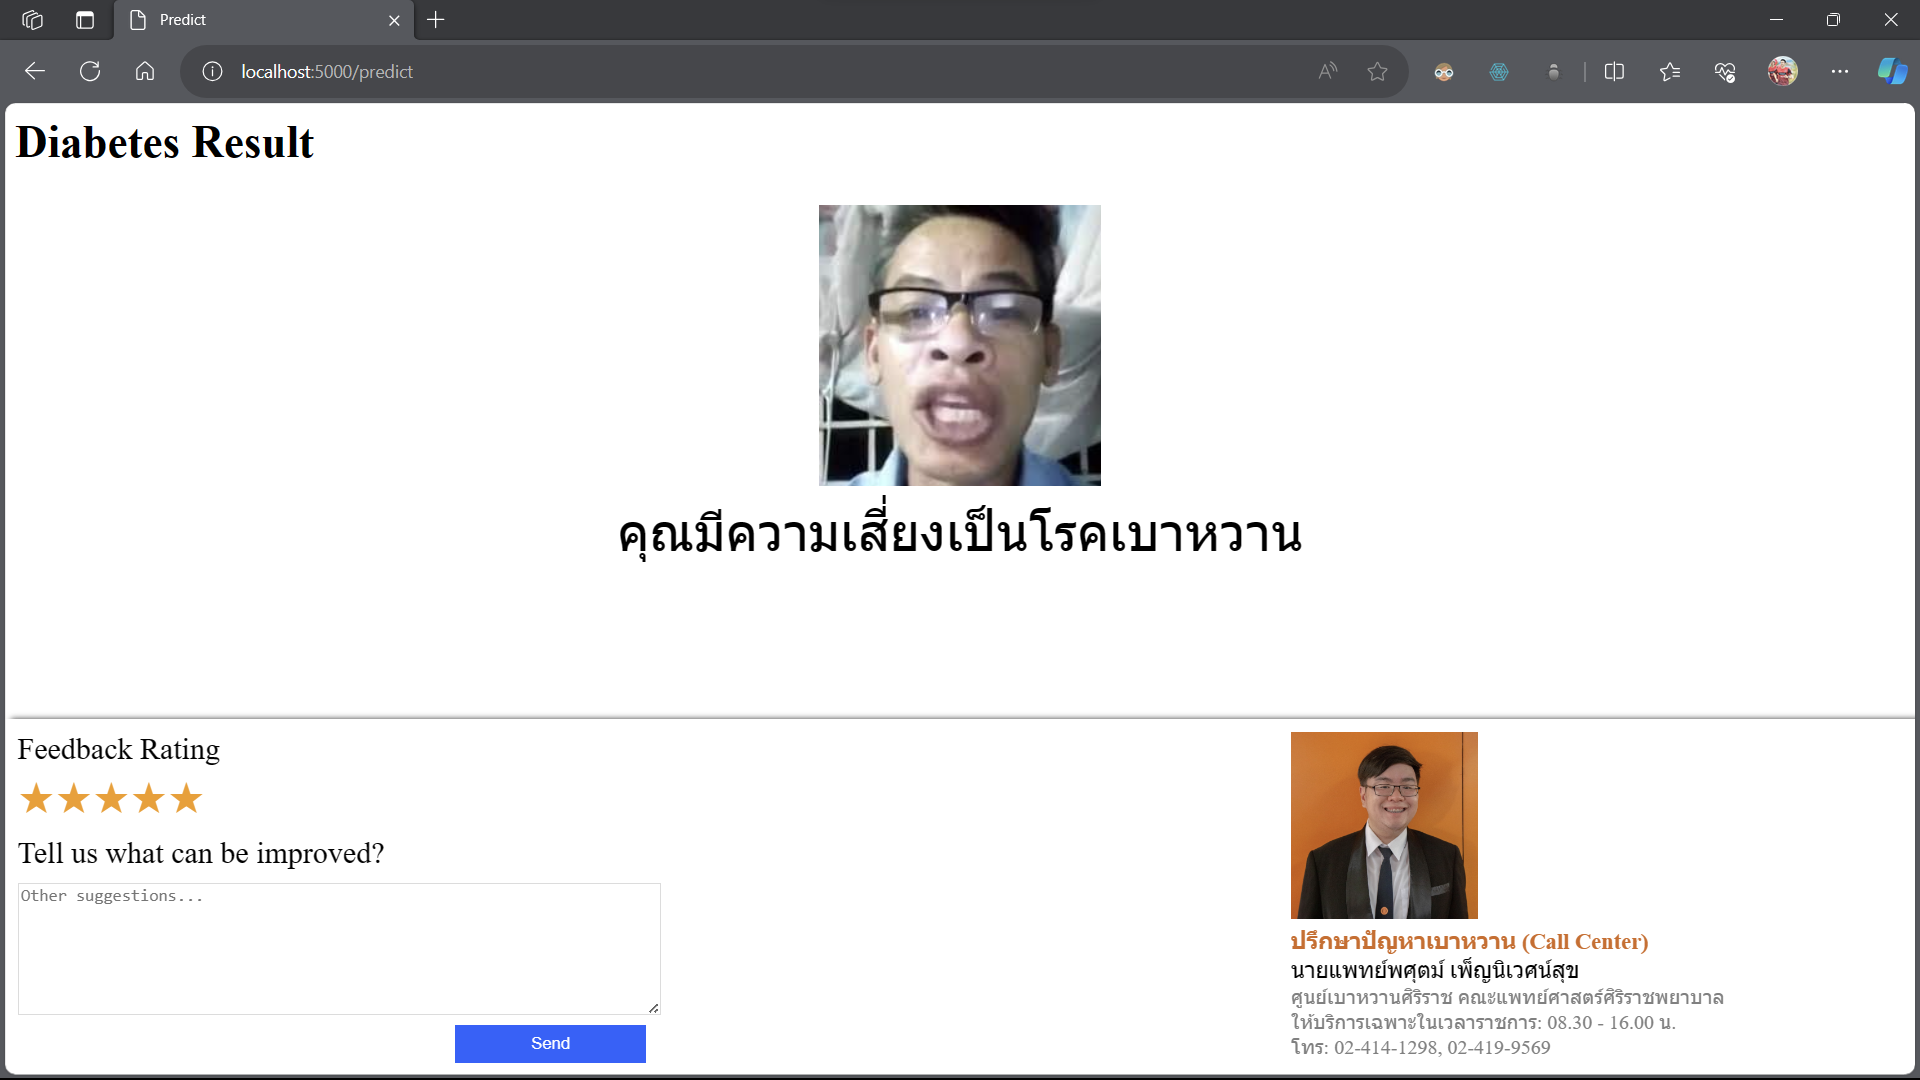 Predict
localhost:5000/predict
Diabetes Result
คุณมีความเสี่ยงเป็นโรคเบาหวาน
Feedback Rating
★★★★★
Tell us what can be improved?
Other suggestions...
Send
ปรึกษาปัญหาเบาหวาน (Call Center)
นายแพทย์พศุตม์ เพ็ญนิเวศน์สุข
ศูนย์เบาหวานศิริราช คณะแพทย์ศาสตร์ศิริราชพยาบาล
ให้บริการเฉพาะในเวลาราชการ: 08.30 - 16.00 น.
โทร: 02-414-1298, 02-419-9569